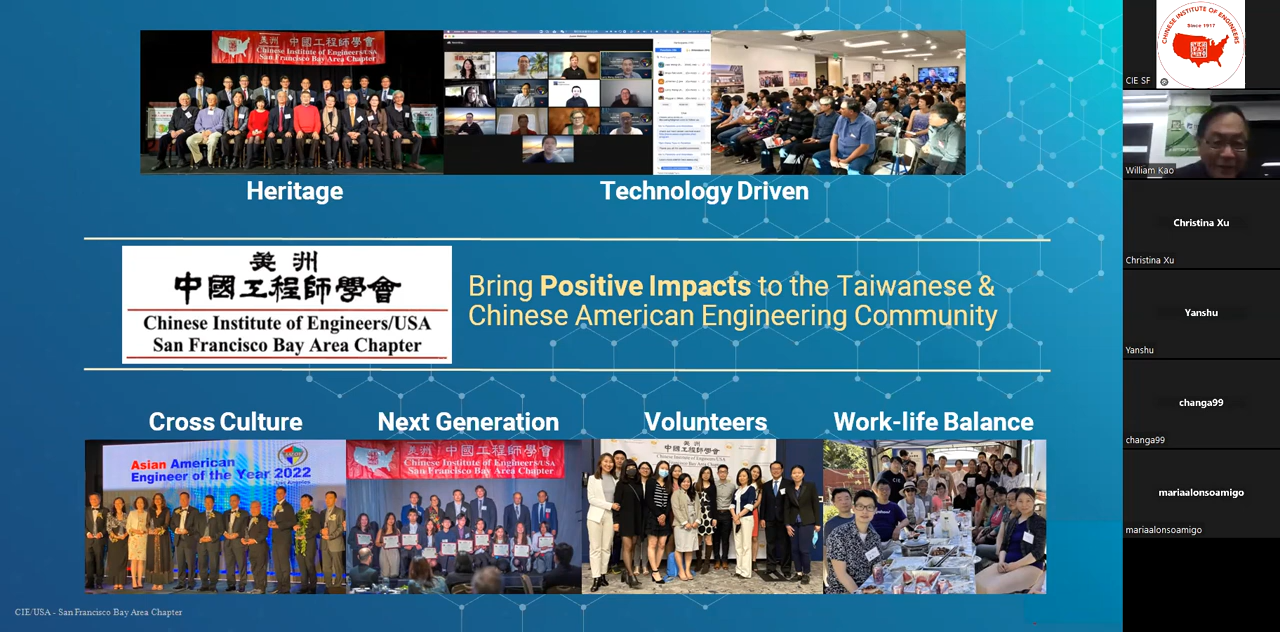 中國工程師學會
Chinese Institute of Engineers/USA
San Francisco Bay Area Chapter
Heritage
Technology Driven
美洲
中國工程師學會
Chinese Institute of Engineers/USA
San Francisco Bay Area Chapter
Bring Positive Impacts to the Taiwanese &
Chinese American Engineering Community
Cross Culture
Next Generation
Volunteers
Work-life Balance
Asian American
Engineer of the Year 2022
中國工程師學會
Chinese Institute of Engineers/USA
San Francisco Bay Area Chapter
美洲
中國工程師學會
Chinese Institute of Engineers/USA
CIE/USA - San Francisco Bay Area Chapter
CHINESE INSTITUTE OF ENGINEERS
Since 1917
CIE SF
William Kao
Christina Xu
Christina Xu
Yanshu
Yanshu
changa99
changa99
mariaalonsoamigo
mariaalonsoamigo